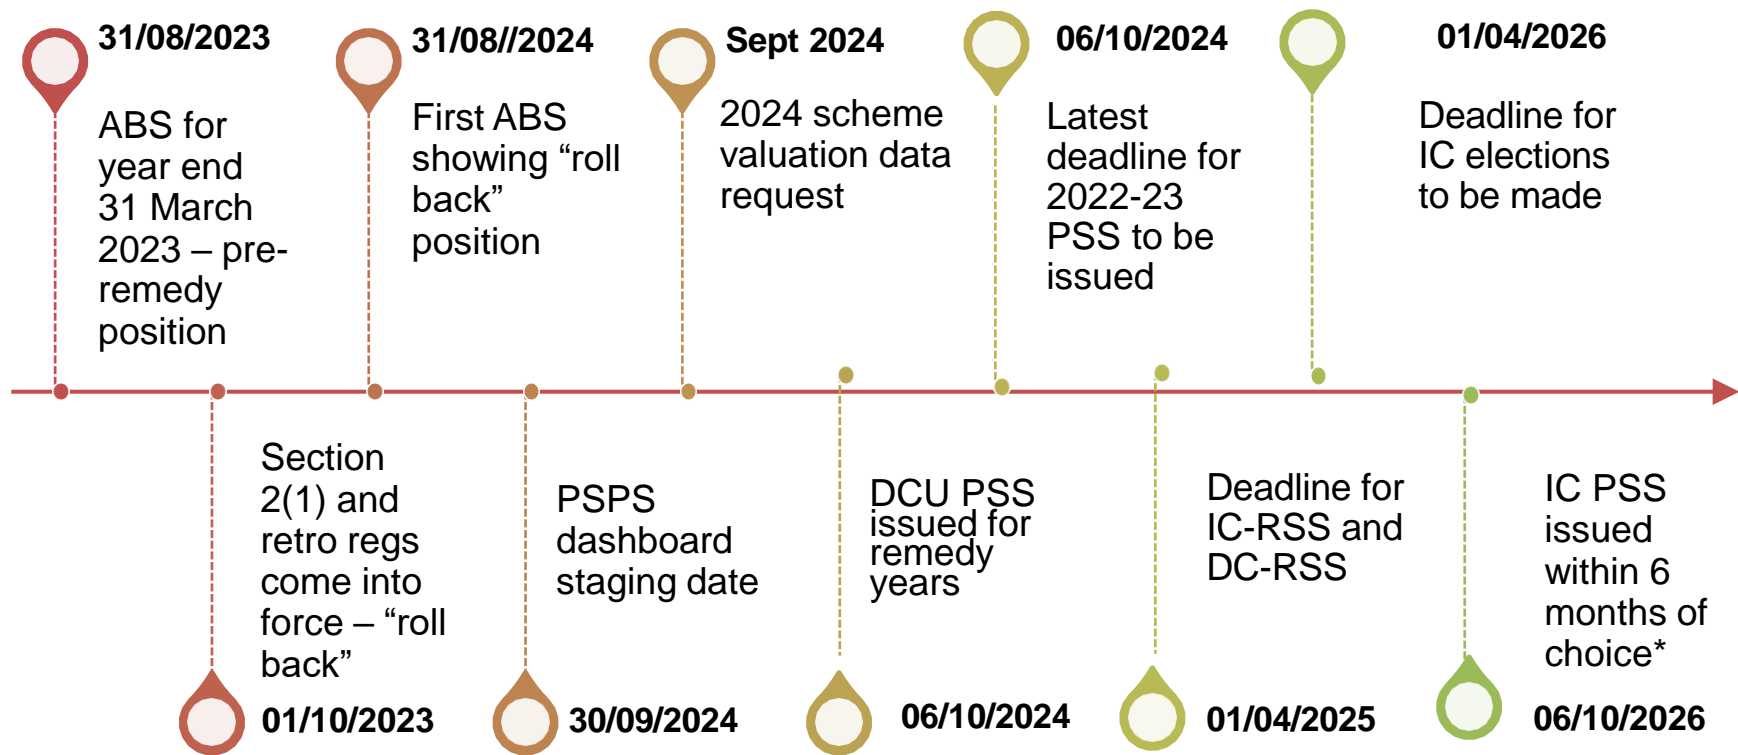 31/08/2023
ABS for
year end
31 March
2023 – pre-
remedy
position
31/08//2024
First ABS
showing “roll
back”
position
Sept 2024
2024 scheme
valuation data
request
06/10/2024
Latest
deadline for
2022-23
PSS to be
issued
01/04/2026
Deadline for
IC elections
to be made
Section
2(1) and
retro regs
come into
force – “roll
back”
01/10/2023
PSPS
dashboard
staging date
30/09/2024
DCU PSS
issued for
remedy
years
06/10/2024
Deadline for
IC-RSS and
DC-RSS
01/04/2025
IC PSS
issued
within 6
months of
choice*
06/10/2026